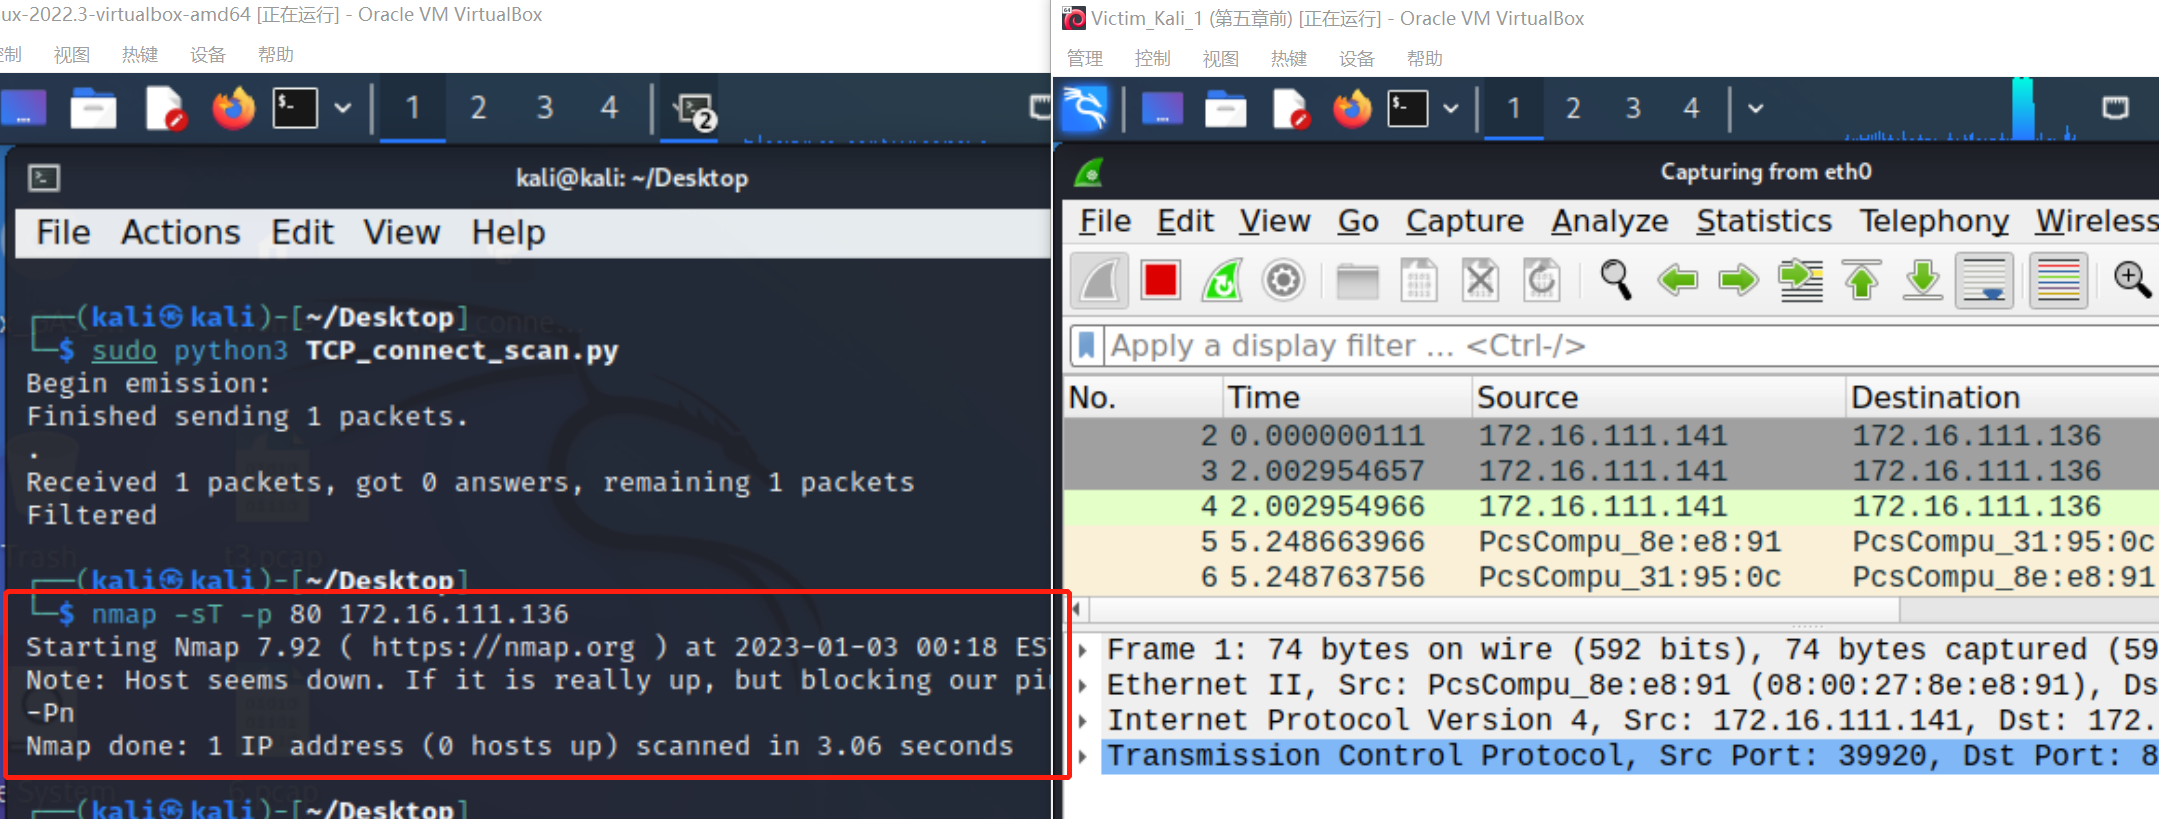 ux-2022.3-virtualbox-amd64 [正在运行] - Oracle VM VirtualBox
控制 视图 热键 设备 帮助
1 2 3 4 2
kali@kali: ~/Desktop
File Actions Edit View Help
(kali㉿kali)-[~/Desktop]
$ sudo python3 TCP_connect_scan.py
Begin emission:
Finished sending 1 packets.
.
Received 1 packets, got 0 answers, remaining 1 packets
Filtered
Trash t3.pcap
(kali㉿kali)-[~/Desktop]
$ nmap -sT -p 80 172.16.111.136
Starting Nmap 7.92 ( https://nmap.org ) at 2023-01-03 00:18 EST
Note: Host seems down. If it is really up, but blocking our pin
-Pn
Nmap done: 1 IP address (0 hosts up) scanned in 3.06 seconds
System
(kali㉿kali)-[~/Desktop]
Victim_Kali_1 (第五章前) [正在运行] - Oracle VM VirtualBox
管理 控制 视图 热键 设备 帮助
1 2 3 4
Capturing from eth0
File Edit View Go Capture Analyze Statistics Telephony Wireless
Apply a display filter ... <Ctrl-/>
No. Time Source Destination
2 0.000000111 172.16.111.141 172.16.111.136
3 2.002954657 172.16.111.141 172.16.111.136
4 2.002954966 172.16.111.141 172.16.111.136
5 5.248663966 PcsCompu_8e:e8:91 PcsCompu_31:95:0c
6 5.248763756 PcsCompu_31:95:0c PcsCompu_8e:e8:91
Frame 1: 74 bytes on wire (592 bits), 74 bytes captured (59
Ethernet II, Src: PcsCompu_8e:e8:91 (08:00:27:8e:e8:91), Ds
Internet Protocol Version 4, Src: 172.16.111.141, Dst: 172.
Transmission Control Protocol, Src Port: 39920, Dst Port: 8